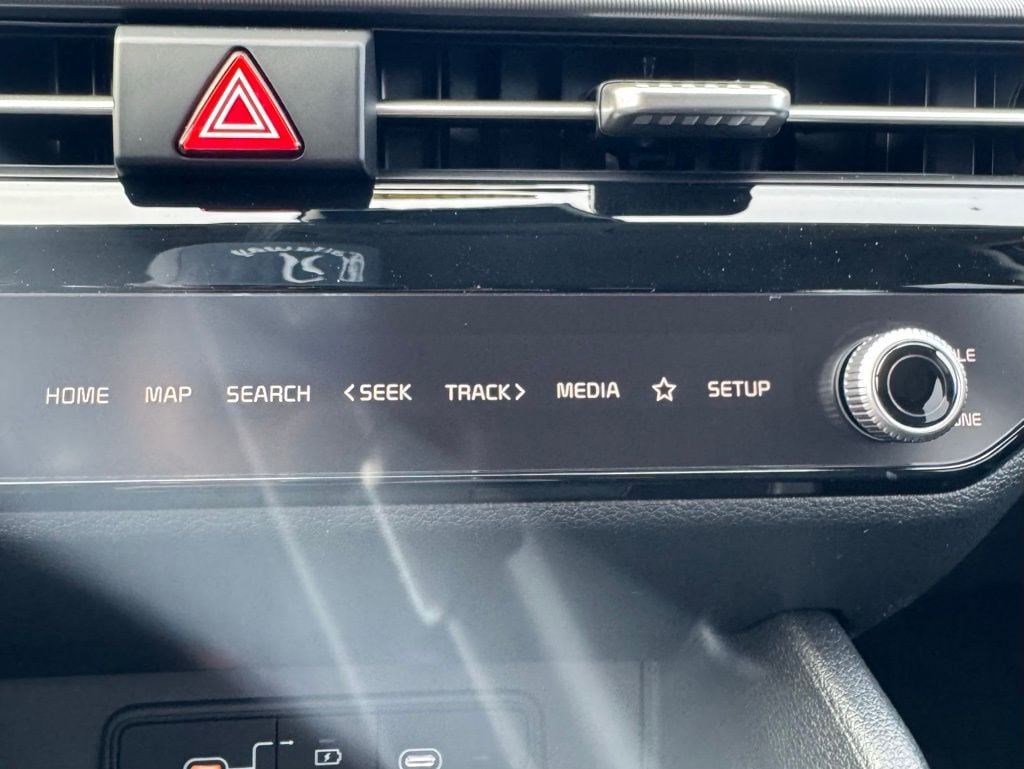 HOME MAP SEARCH <SEEK TRACK> MEDIA ☆ SETUP